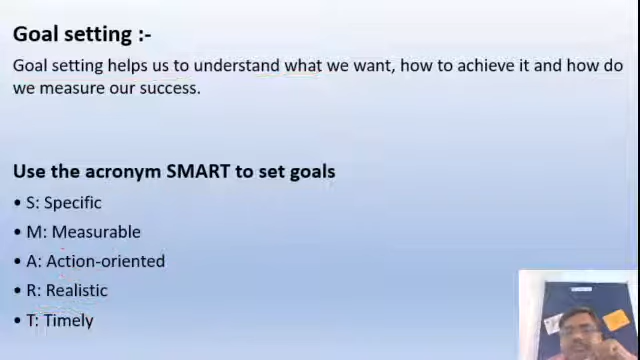 Goal setting :-
Goal setting helps us to understand what we want, how to achieve it and how do
we measure our success.
Use the acronym SMART to set goals
• S: Specific
• M: Measurable
• A: Action-oriented
• R: Realistic
• T: Timely